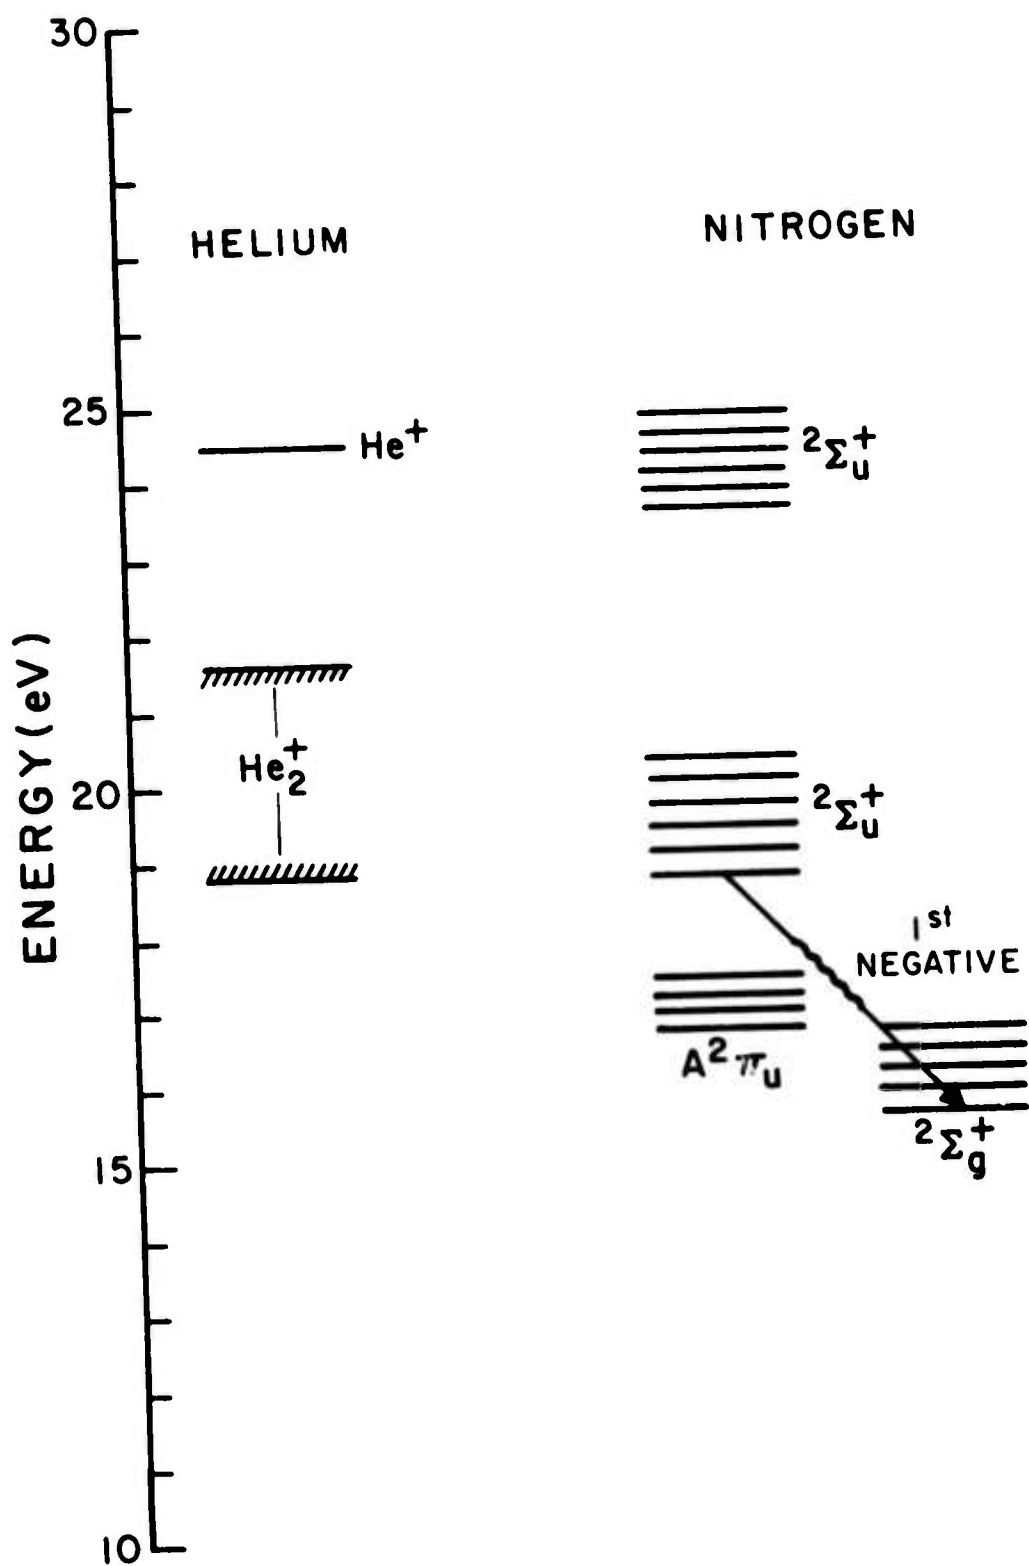 30
HELIUM
NITROGEN
25
He⁺
²Σᵤ⁺
ENERGY (eV)
He₂⁺
20
²Σᵤ⁺
1ˢᵗ
NEGATIVE
A²πᵤ
²Σg⁺
15
10